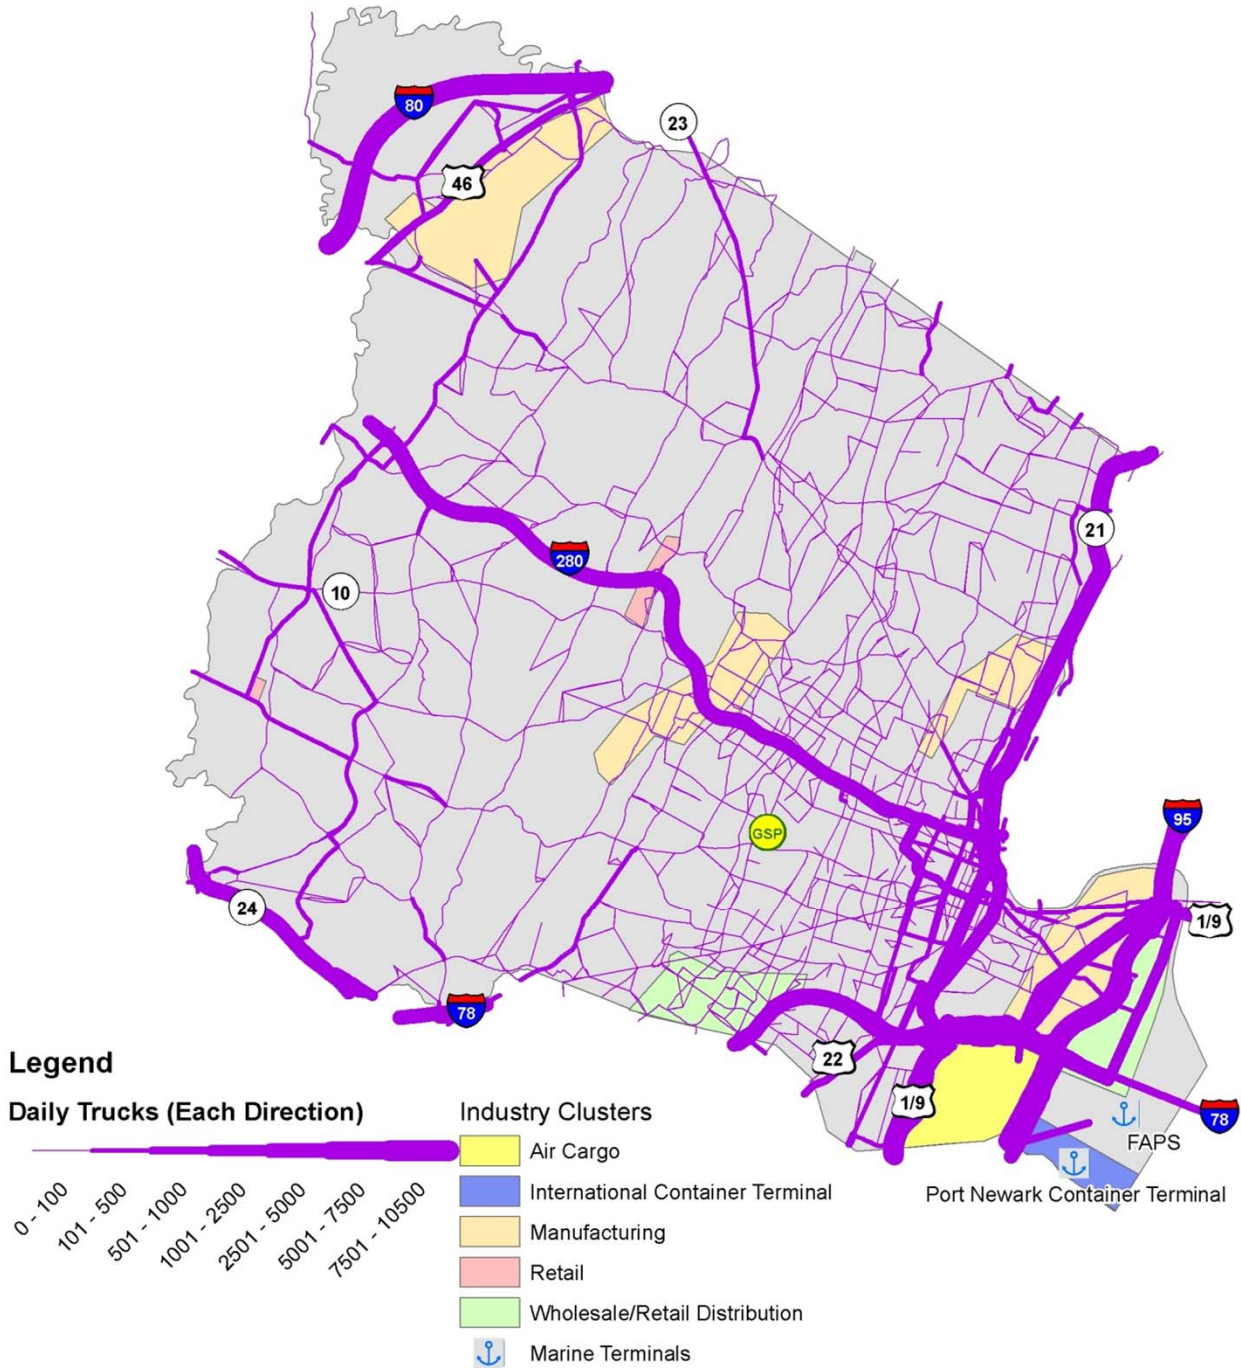 80
23
46
21
280
10
GSP
95
24
1/9
78
22
1/9
78
FAPS
Port Newark Container Terminal
Legend
Daily Trucks (Each Direction)
0 - 100
101 - 500
501 - 1000
1001 - 2500
2501 - 5000
5001 - 7500
7501 - 10500
Industry Clusters
Air Cargo
International Container Terminal
Manufacturing
Retail
Wholesale/Retail Distribution
Marine Terminals